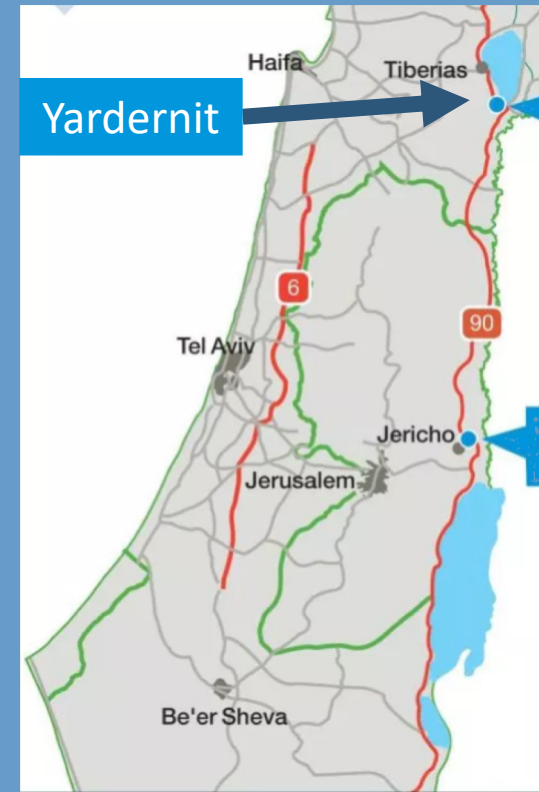 Haifa
Tiberias
Yardernit
6
90
Tel Aviv
Jericho
Jerusalem
Be'er Sheva